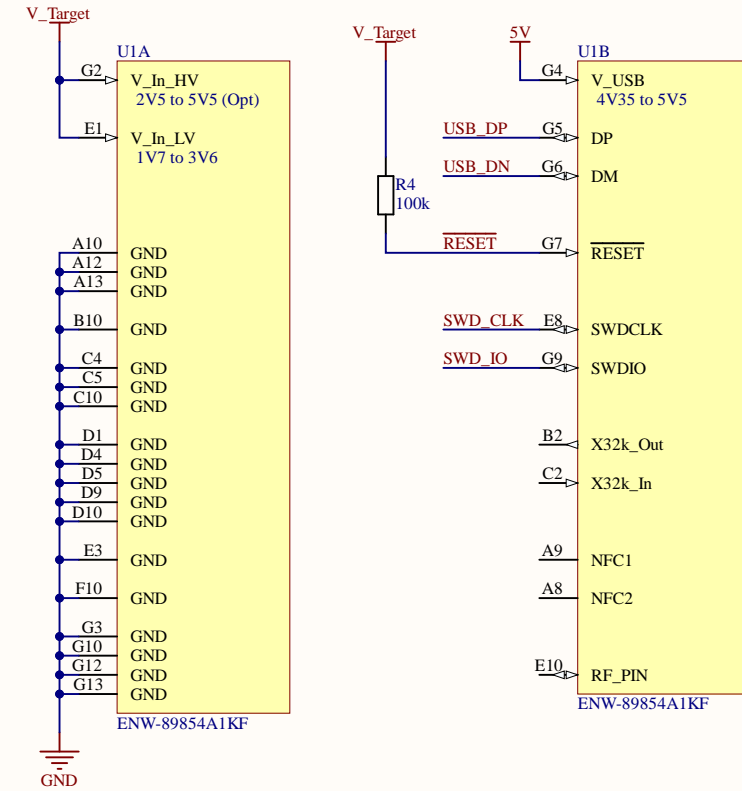 V_Target
U1A
G2 V_In_HV
2V5 to 5V5 (Opt)
E1 V_In_LV
1V7 to 3V6
A10 GND
A12 GND
A13 GND
B10 GND
C4 GND
C5 GND
C10 GND
D1 GND
D4 GND
D5 GND
D9 GND
D10 GND
E3 GND
F10 GND
G3 GND
G10 GND
G12 GND
G13 GND
ENW-89854A1KF
GND
V_Target
5V
U1B
G4 V_USB
4V35 to 5V5
USB_DP G5 DP
USB_DN G6 DM
R4
100k
RESET G7 RESET
SWD_CLK E8 SWDCLK
SWD_IO G9 SWDIO
B2 X32k_Out
C2 X32k_In
A9 NFC1
A8 NFC2
E10 RF_PIN
ENW-89854A1KF